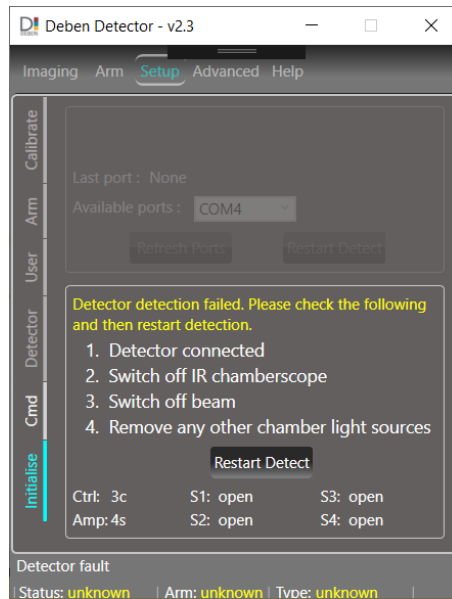 DEBEN
Deben Detector - v2.3
Imaging Arm Setup Advanced Help
Calibrate
Arm
User
Detector
Cmd
Initialise
Last port : None
Available ports : COM4
Refresh Ports Restart Detect
Detector detection failed. Please check the following
and then restart detection.
1. Detector connected
2. Switch off IR chamberscope
3. Switch off beam
4. Remove any other chamber light sources
Restart Detect
Ctrl: 3c S1: open S3: open
Amp: 4s S2: open S4: open
Detector fault
Status: unknown | Arm: unknown | Type: unknown |